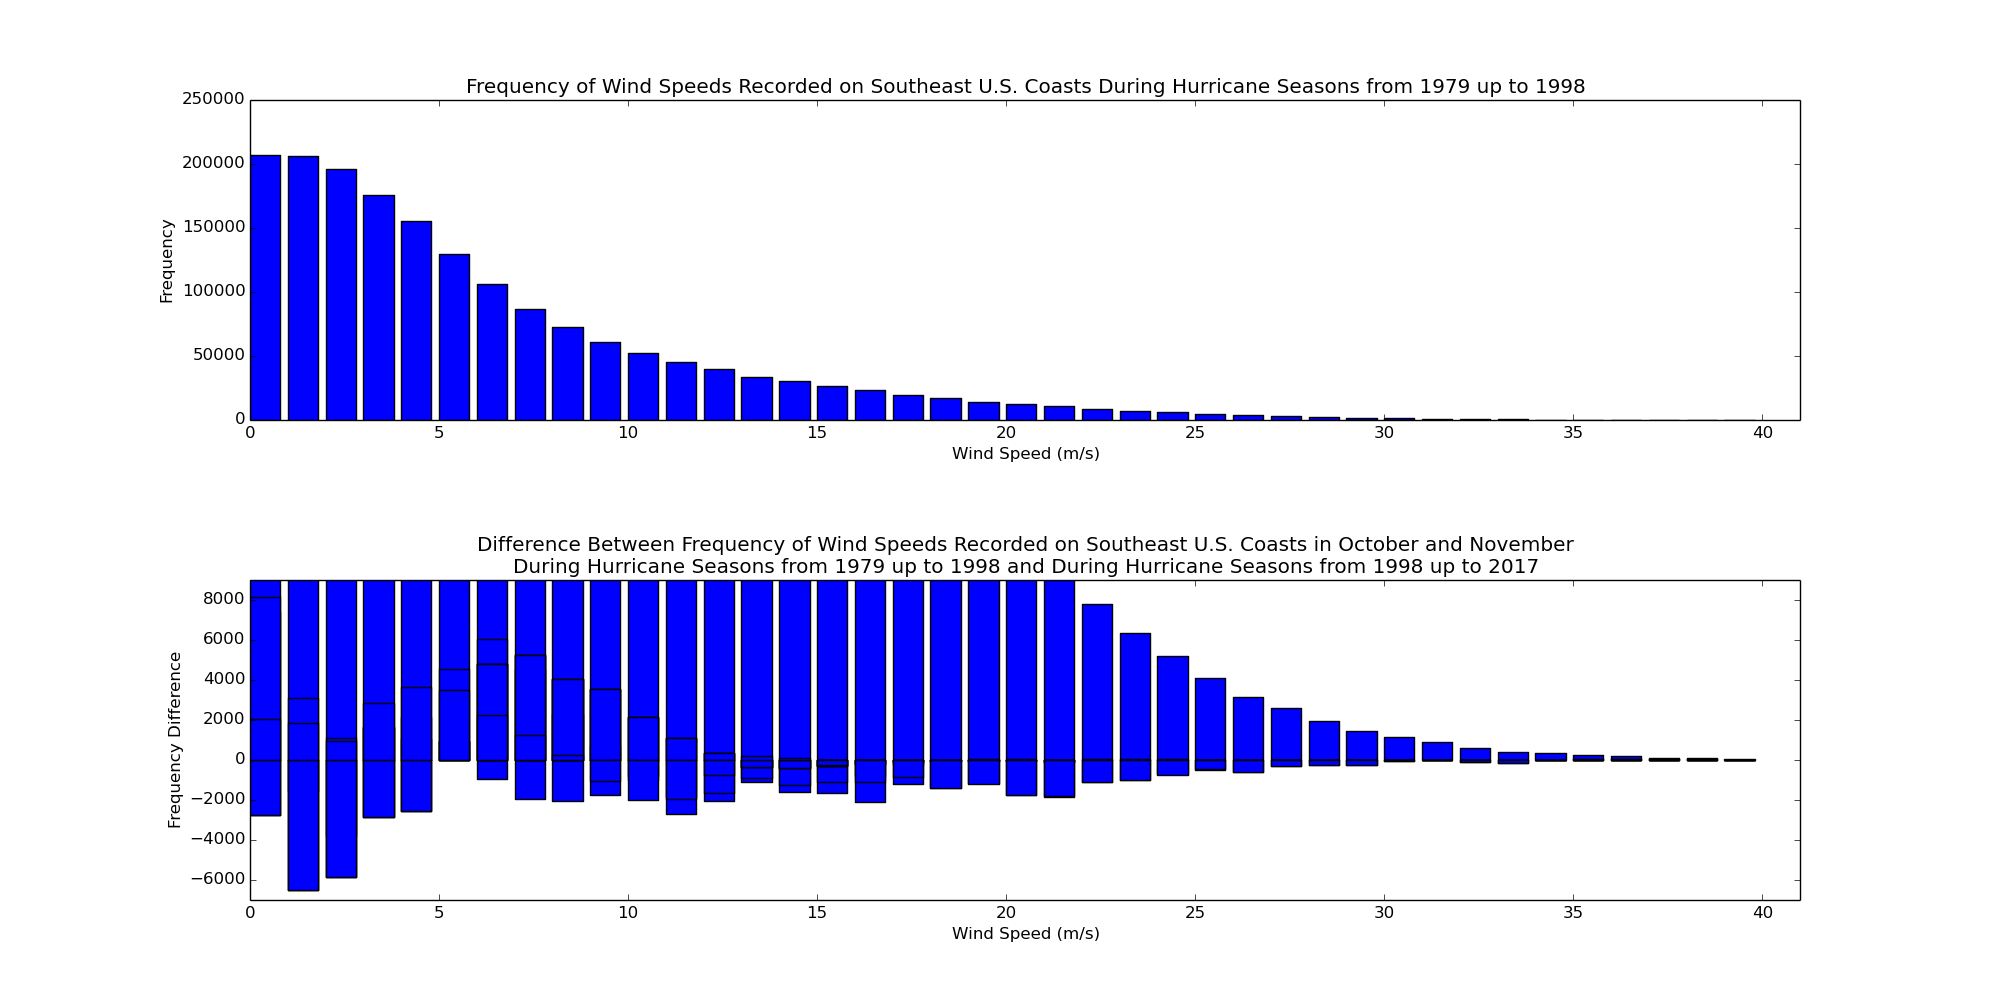 Frequency of Wind Speeds Recorded on Southeast U.S. Coasts During Hurricane Seasons from 1979 up to 1998
250000
200000
150000
100000
50000
0
Frequency
0 5 10 15 20 25 30 35 40
Wind Speed (m/s)
Difference Between Frequency of Wind Speeds Recorded on Southeast U.S. Coasts in October and November
During Hurricane Seasons from 1979 up to 1998 and During Hurricane Seasons from 1998 up to 2017
8000
6000
4000
2000
0
−2000
−4000
−6000
Frequency Difference
0 5 10 15 20 25 30 35 40
Wind Speed (m/s)